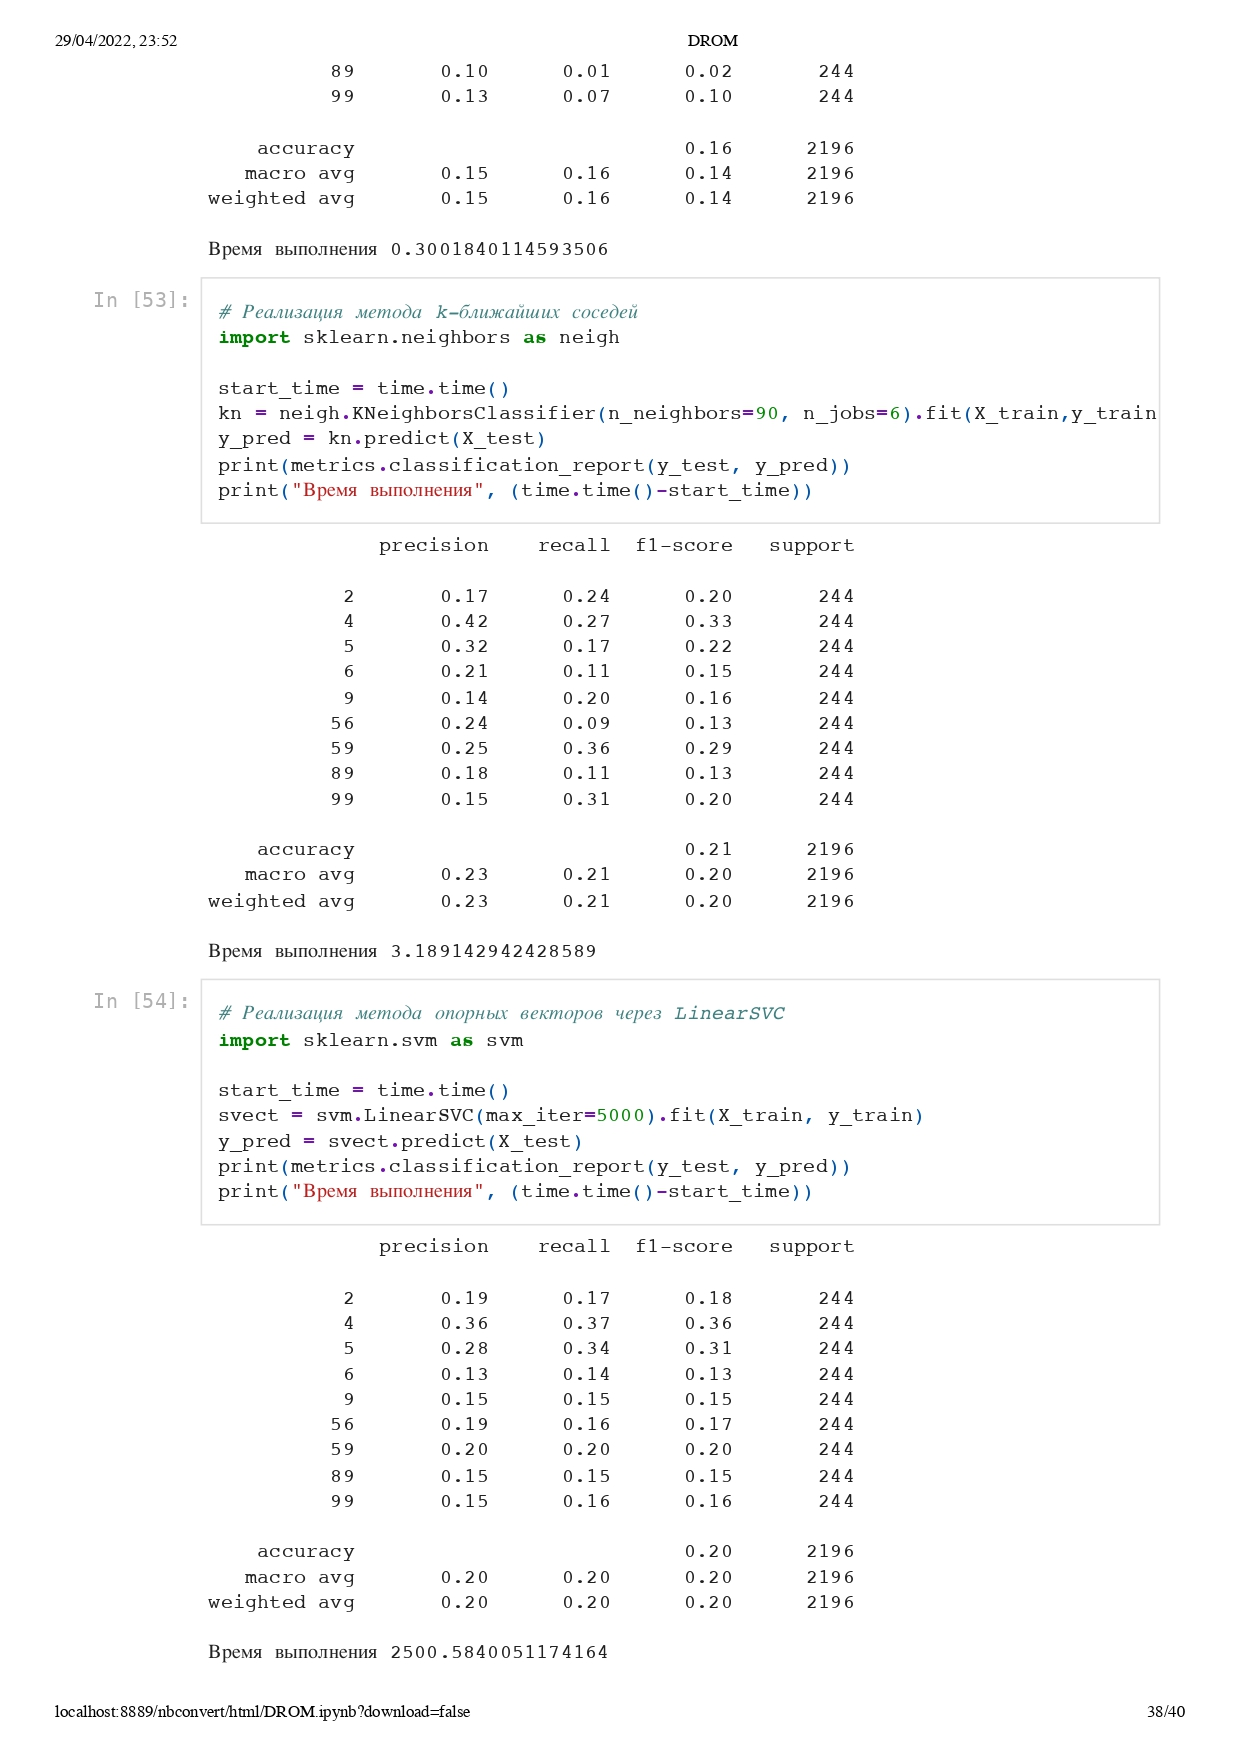 29/04/2022, 23:52 DROM
89 0.10 0.01 0.02 244
99 0.13 0.07 0.10 244
accuracy 0.16 2196
macro avg 0.15 0.16 0.14 2196
weighted avg 0.15 0.16 0.14 2196
Время выполнения 0.3001840114593506
In [53]:
# Реализация метода k-ближайших соседей
import sklearn.neighbors as neigh
start_time = time.time()
kn = neigh.KNeighborsClassifier(n_neighbors=90, n_jobs=6).fit(X_train,y_train
y_pred = kn.predict(X_test)
print(metrics.classification_report(y_test, y_pred))
print("Время выполнения", (time.time()-start_time))
precision recall f1-score support
2 0.17 0.24 0.20 244
4 0.42 0.27 0.33 244
5 0.32 0.17 0.22 244
6 0.21 0.11 0.15 244
9 0.14 0.20 0.16 244
56 0.24 0.09 0.13 244
59 0.25 0.36 0.29 244
89 0.18 0.11 0.13 244
99 0.15 0.31 0.20 244
accuracy 0.21 2196
macro avg 0.23 0.21 0.20 2196
weighted avg 0.23 0.21 0.20 2196
Время выполнения 3.189142942428589
In [54]:
# Реализация метода опорных векторов через LinearSVC
import sklearn.svm as svm
start_time = time.time()
svect = svm.LinearSVC(max_iter=5000).fit(X_train, y_train)
y_pred = svect.predict(X_test)
print(metrics.classification_report(y_test, y_pred))
print("Время выполнения", (time.time()-start_time))
precision recall f1-score support
2 0.19 0.17 0.18 244
4 0.36 0.37 0.36 244
5 0.28 0.34 0.31 244
6 0.13 0.14 0.13 244
9 0.15 0.15 0.15 244
56 0.19 0.16 0.17 244
59 0.20 0.20 0.20 244
89 0.15 0.15 0.15 244
99 0.15 0.16 0.16 244
accuracy 0.20 2196
macro avg 0.20 0.20 0.20 2196
weighted avg 0.20 0.20 0.20 2196
Время выполнения 2500.5840051174164
localhost:8889/nbconvert/html/DROM.ipynb?download=false 38/40